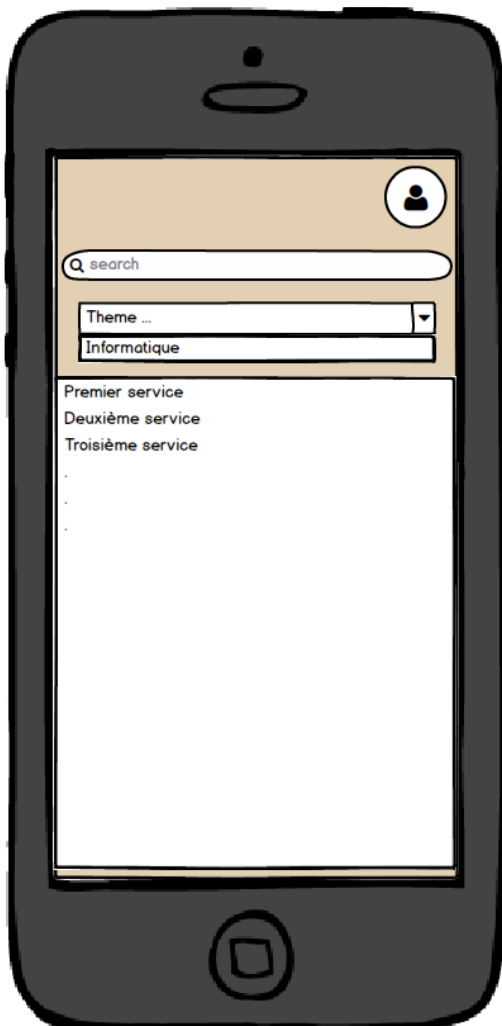 search
Theme ...
Informatique
Premier service
Deuxième service
Troisième service
.
.
.